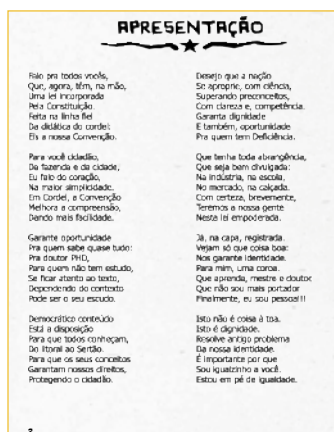 APRESENTAÇÃO
Falo pra todos vocês,
Que, agora, têm, na mão,
Uma lei incorporada
Pela Constituição.
Feita na linha fiel
Da didática do cordel:
Eis a nossa Convenção.
Para você cidadão,
Da fazenda e da cidade,
Eu falo do coração,
Na maior simplicidade.
Em Cordel, a Convenção
Melhora a compreensão,
Dando mais facilidade.
Garante oportunidade
Pra quem sabe quase tudo:
Pra doutor PHD,
Para quem não tem estudo,
Se ficar atento ao texto,
Dependendo do contexto
Pode ser o seu escudo.
Democrático conteúdo
Está a disposição
Para que todos conheçam,
Do litoral ao Sertão.
Para que os seus conceitos
Garantam nossos direitos,
Protegendo o cidadão.
Desejo que a nação
Se aproprie, com ciência,
Superando preconceitos,
Com clareza e, competência.
Garanta dignidade
E também, oportunidade
Pra quem tem Deficiência.
Que tenha toda abrangência,
Que seja bem divulgada:
Na indústria, na escola,
No mercado, na calçada.
Com certeza, brevemente,
Teremos a nossa gente
Nesta lei empoderada.
Já, na capa, registrada.
Vejam só que coisa boa:
Nos garante identidade.
Para mim, uma coroa.
Que aprenda, mestre e doutor,
Que não sou mais portador
Finalmente, eu sou pessoa!!!
Isto não é coisa à toa.
Isto é dignidade.
Resolve antigo problema
Da nossa identidade.
É importante por que
Sou igualzinho a você.
Estou em pé de igualdade.